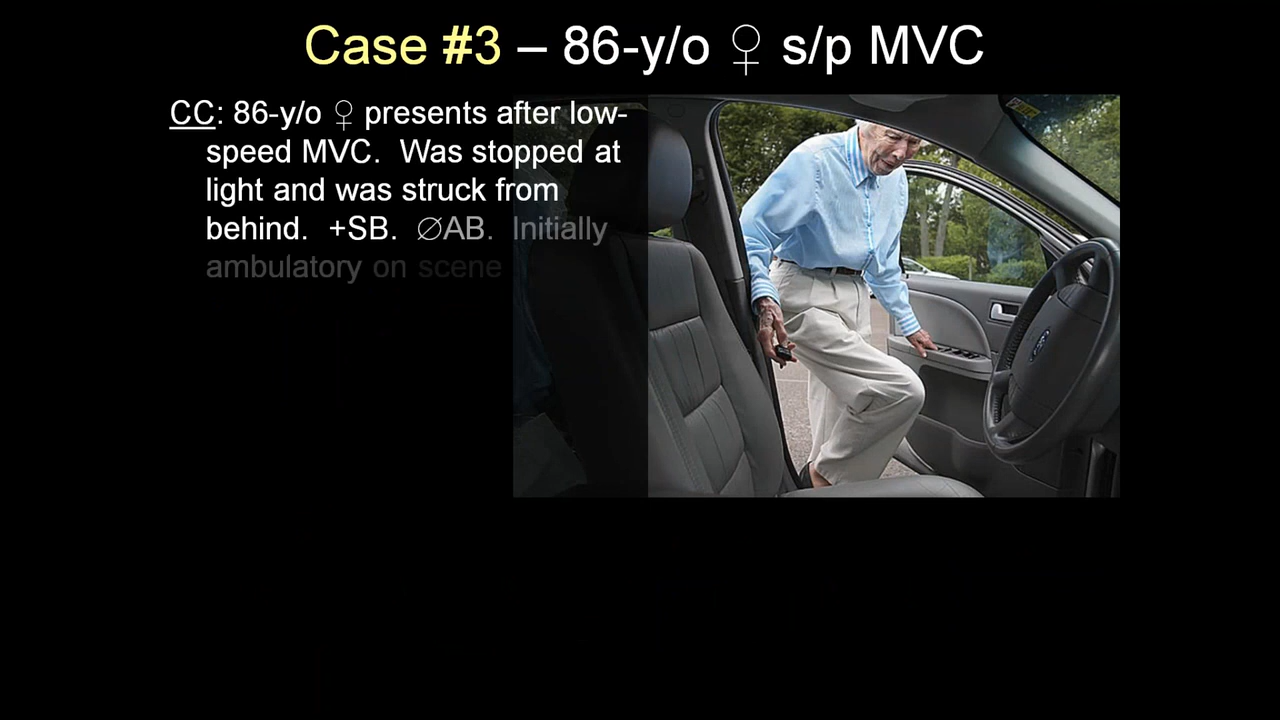 Case #3 – 86-y/o ♀ s/p MVC
CC: 86-y/o ♀ presents after low-
speed MVC. Was stopped at
light and was struck from
behind. +SB. ∅AB. Initially
ambulatory on scene